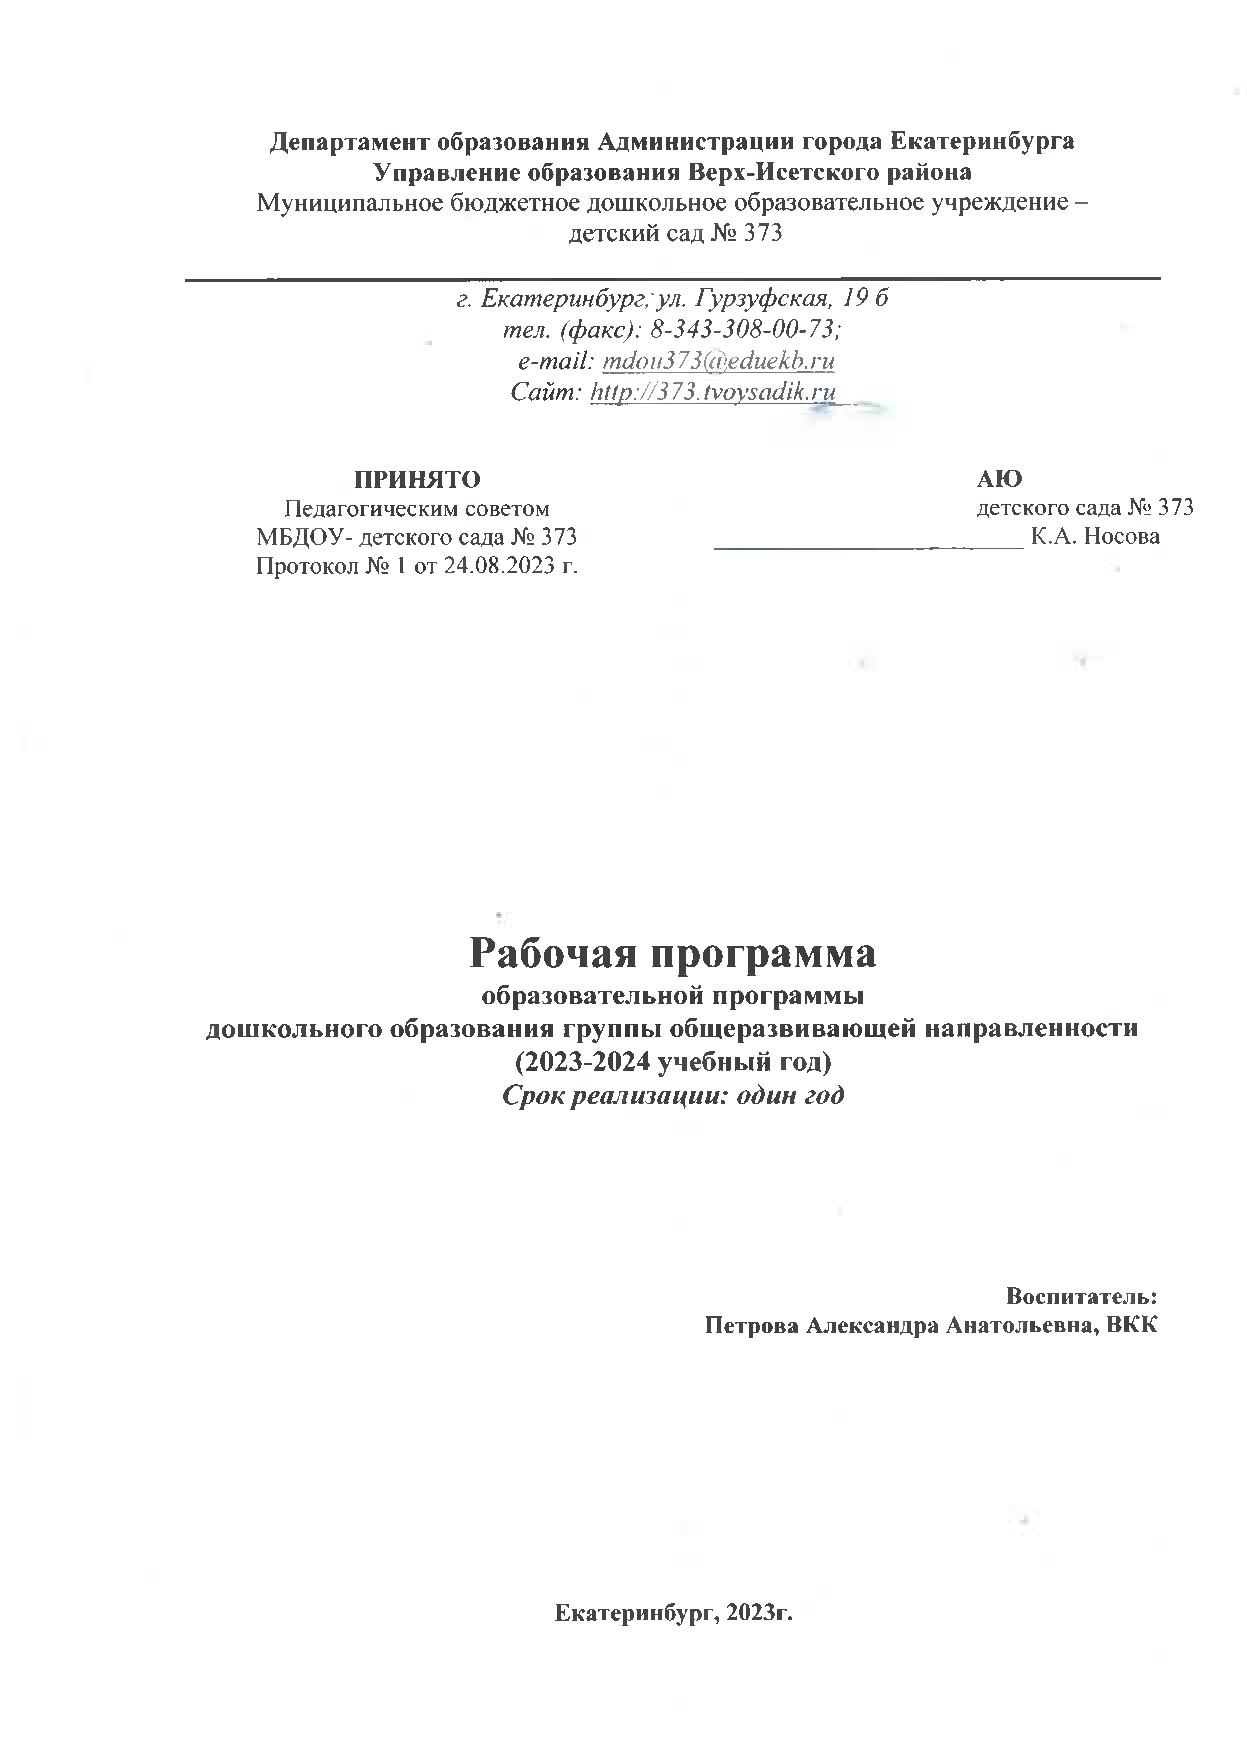 Департамент образования Администрации города Екатеринбурга
Управление образования Верх-Исетского района
Муниципальное бюджетное дошкольное образовательное учреждение –
детский сад № 373
г. Екатеринбург, ул. Гурзуфская, 19 б
тел. (факс): 8-343-308-00-73;
e-mail: mdou373@eduekb.ru
Сайт: http://373.tvoysadik.ru
ПРИНЯТО
Педагогическим советом
МБДОУ- детского сада № 373
Протокол № 1 от 24.08.2023 г.
АЮ
детского сада № 373
К.А. Носова
Рабочая программа
образовательной программы
дошкольного образования группы общеразвивающей направленности
(2023-2024 учебный год)
Срок реализации: один год
Воспитатель:
Петрова Александра Анатольевна, ВКК
Екатеринбург, 2023г.